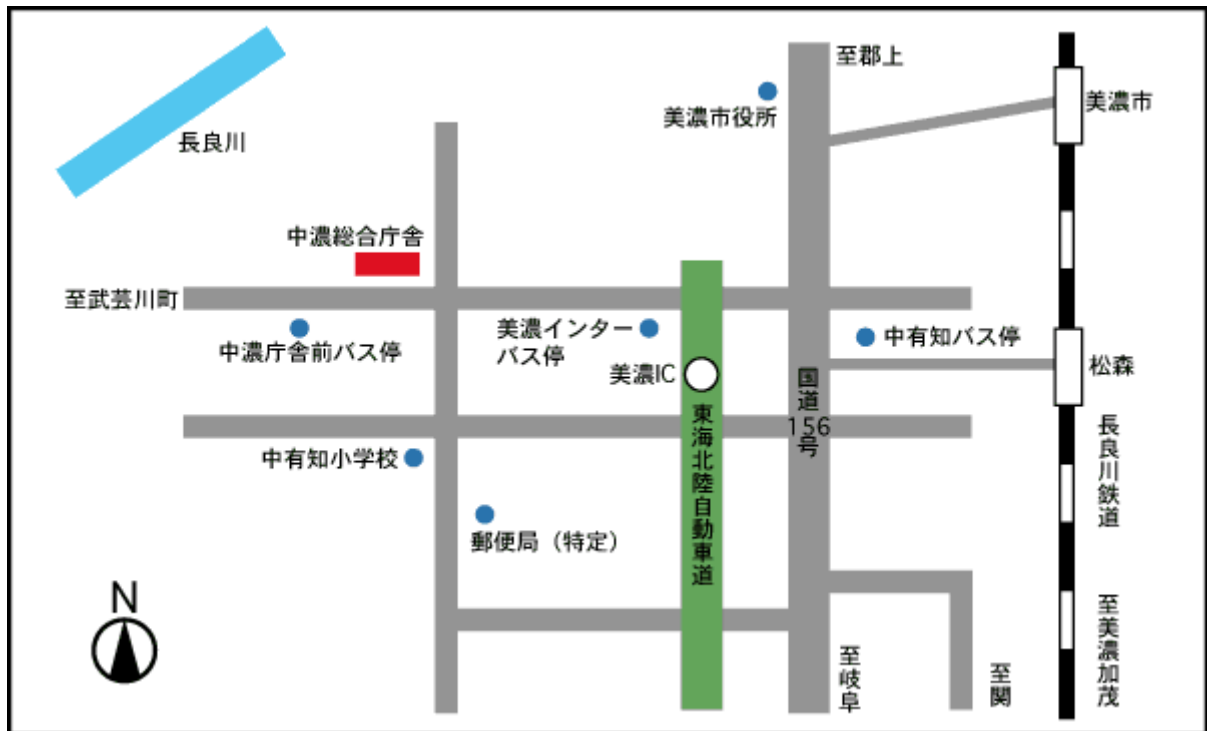 至郡上
美濃市役所
美濃市
長良川
中濃総合庁舎
至武芸川町
中濃庁舎前バス停
美濃インター
バス停
中有知バス停
美濃IC
松森
国道156号
東海北陸自動車道
長良川鉄道
中有知小学校
郵便局（特定）
N
至岐阜
至関
至美濃加茂